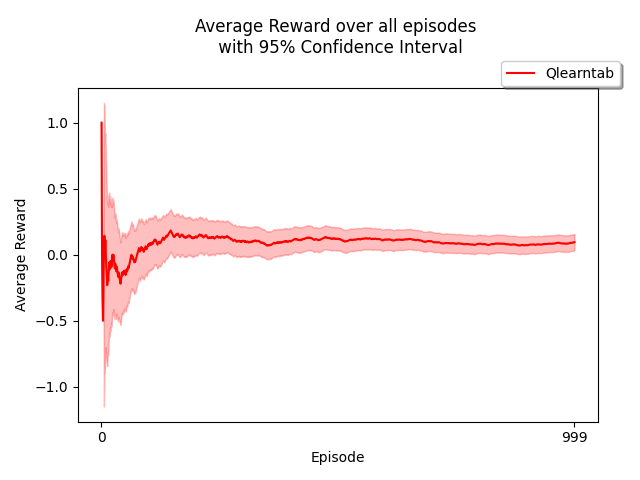 Average Reward over all episodes
with 95% Confidence Interval
Qlearntab
1.0
0.5
0.0
−0.5
−1.0
Average Reward
0 999
Episode